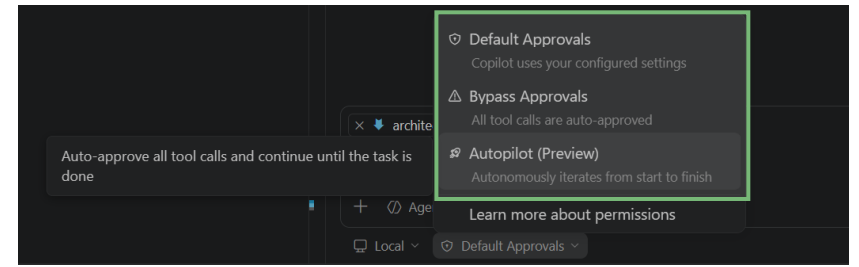 Default Approvals
Copilot uses your configured settings
Bypass Approvals
All tool calls are auto-approved
Autopilot (Preview)
Autonomously iterates from start to finish
Learn more about permissions
archite
Auto-approve all tool calls and continue until the task is
done
Age
Local
Default Approvals